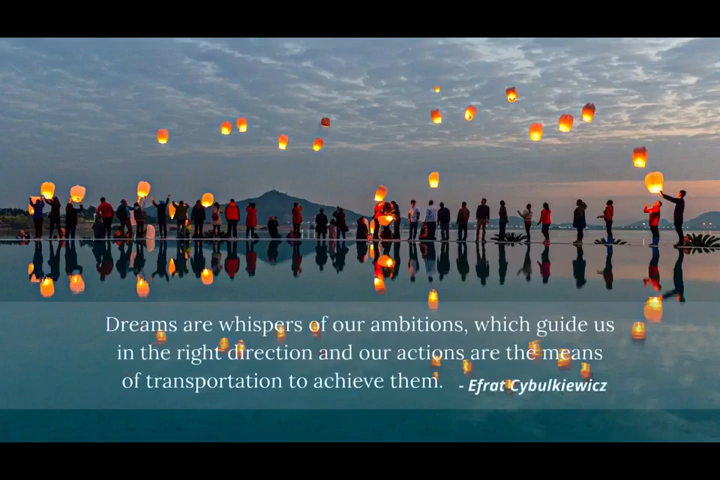 Dreams are whispers of our ambitions, which guide us
in the right direction and our actions are the means
of transportation to achieve them. - Efrat Cybulkiewicz